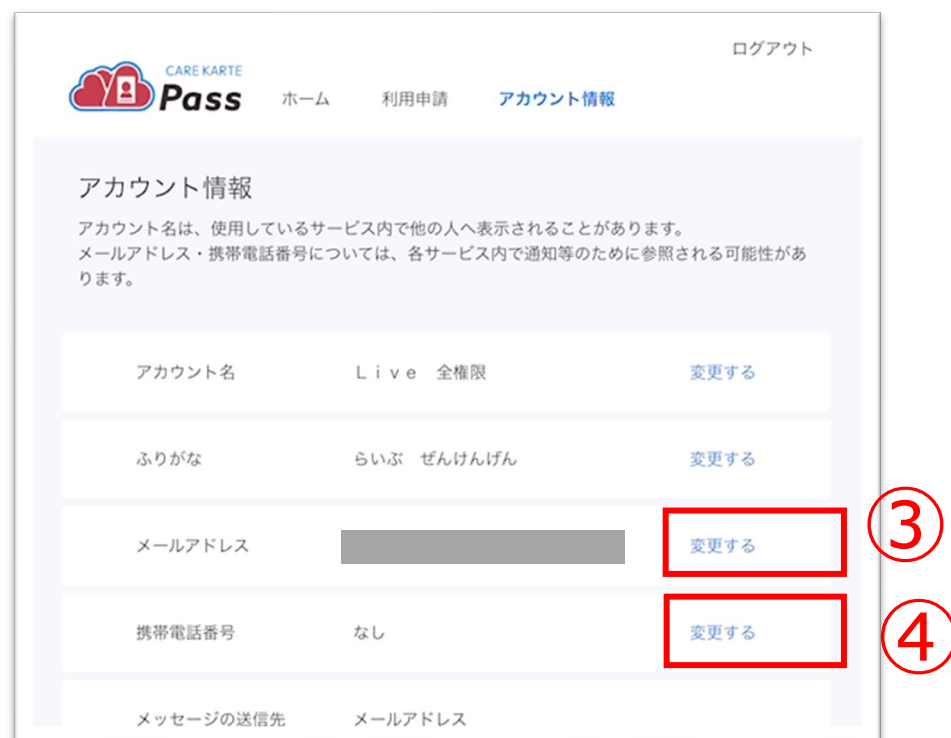 ログアウト
CARE KARTE
Pass
ホーム 利用申請 アカウント情報
アカウント情報
アカウント名は、使用しているサービス内で他の人へ表示されることがあります。
メールアドレス・携帯電話番号については、各サービス内で通知等のために参照される可能性があ
ります。
アカウント名 Ｌｉｖｅ　全権限 変更する
ふりがな らいぶ　ぜんけんげん 変更する
メールアドレス 変更する
③
携帯電話番号 なし 変更する
④
メッセージの送信先 メールアドレス